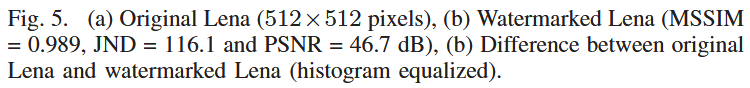 Fig. 5. (a) Original Lena (512 × 512 pixels), (b) Watermarked Lena (MSSIM
= 0.989, JND = 116.1 and PSNR = 46.7 dB), (b) Difference between original
Lena and watermarked Lena (histogram equalized).